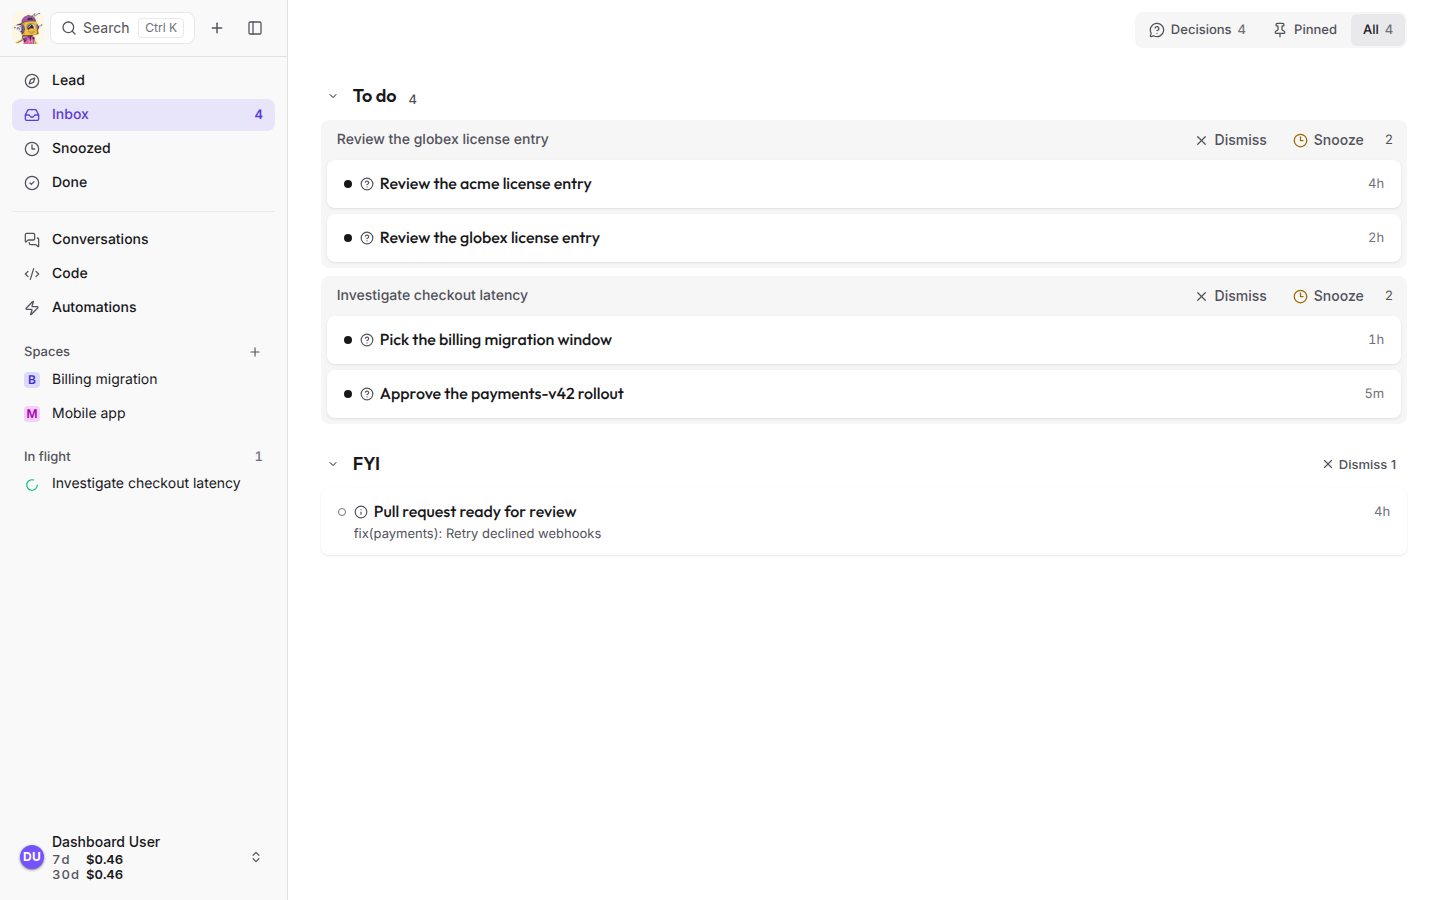 Search Ctrl K
Lead
Inbox 4
Snoozed
Done
Conversations
Code
Automations
Spaces
B Billing migration
M Mobile app
In flight 1
Investigate checkout latency
DU Dashboard User
7d $0.46
30d $0.46
Decisions 4 Pinned All 4
To do 4
Review the globex license entry Dismiss Snooze 2
Review the acme license entry 4h
Review the globex license entry 2h
Investigate checkout latency Dismiss Snooze 2
Pick the billing migration window 1h
Approve the payments-v42 rollout 5m
FYI Dismiss 1
Pull request ready for review 4h
fix(payments): Retry declined webhooks